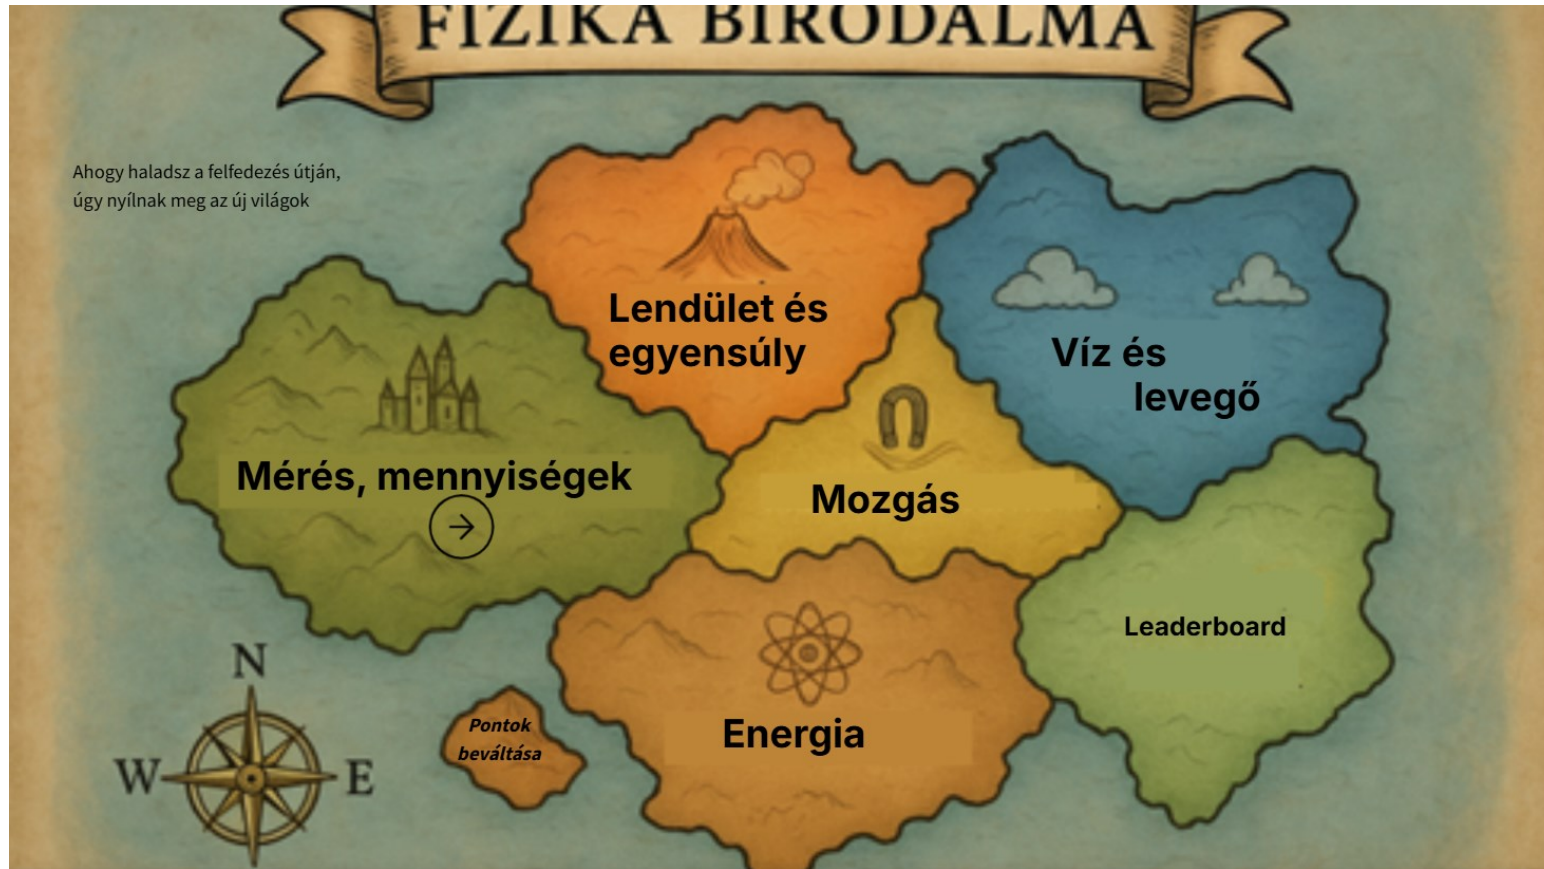 FIZIKA BIRODALMA
Ahogy haladsz a felfedezés útján,
úgy nyílnak meg az új világok
Lendület és
egyensúly
Víz és
levegő
Mérés, mennyiségek
Mozgás
Leaderboard
Energia
Pontok
beváltása
N
W
E